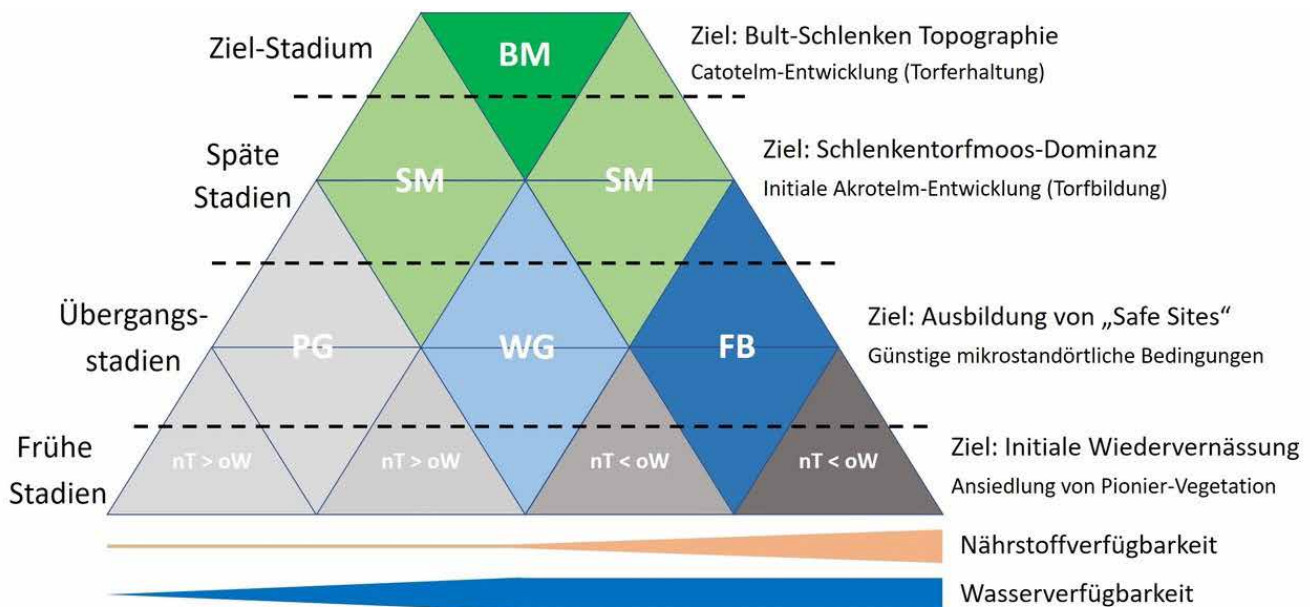 Ziel-Stadium
BM
Ziel: Bult-Schlenken Topographie
Catotelm-Entwicklung (Torferhaltung)
Späte
Stadien
SM
SM
Ziel: Schlenkentorfmoos-Dominanz
Initiale Akrotelm-Entwicklung (Torfbildung)
Übergangs-
stadien
PG
WG
FB
Ziel: Ausbildung von „Safe Sites“
Günstige mikrostandörtliche Bedingungen
Frühe
Stadien
nT > oW
nT > oW
nT < oW
nT < oW
Ziel: Initiale Wiedervernässung
Ansiedlung von Pionier-Vegetation
Nährstoffverfügbarkeit
Wasserverfügbarkeit